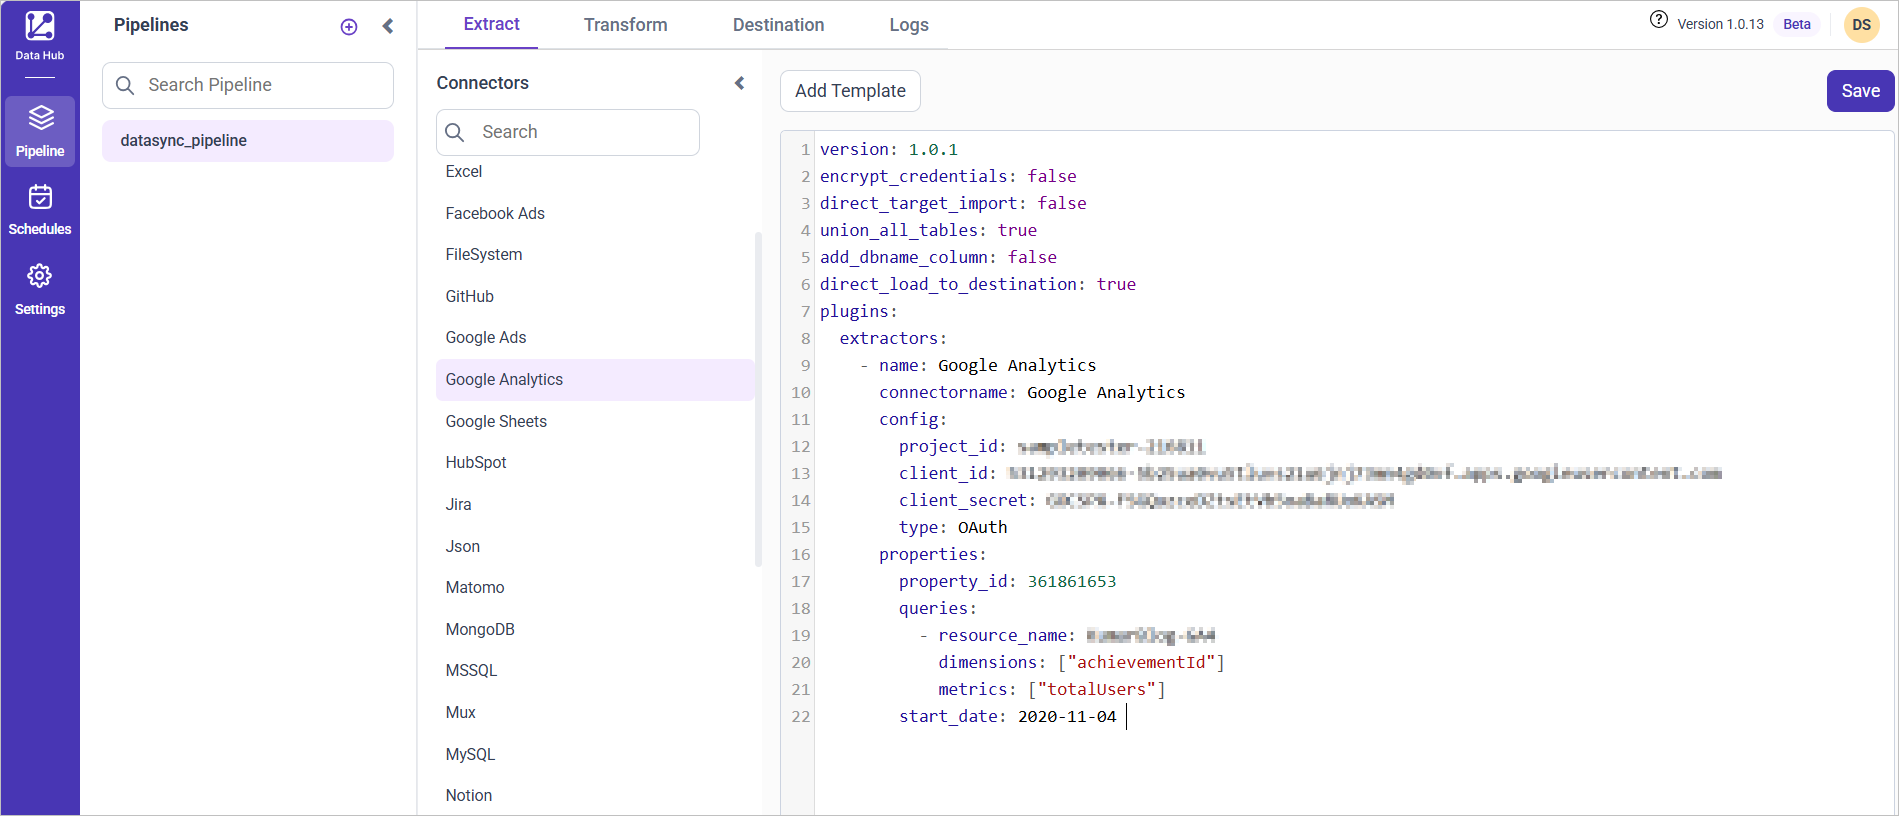 Data Hub
Pipeline
Schedules
Settings
Pipelines
Search Pipeline
datasync_pipeline
Extract
Transform
Destination
Logs
Version 1.0.13
Beta
DS
Connectors
Search
Excel
Facebook Ads
FileSystem
GitHub
Google Ads
Google Analytics
Google Sheets
HubSpot
Jira
Json
Matomo
MongoDB
MSSQL
Mux
MySQL
Notion
Add Template
Save
1 version: 1.0.1
2 encrypt_credentials: false
3 direct_target_import: false
4 union_all_tables: true
5 add_dbname_column: false
6 direct_load_to_destination: true
7 plugins:
8 extractors:
9 - name: Google Analytics
10 connectorname: Google Analytics
11 config:
12 project_id:
13 client_id:
14 client_secret:
15 type: OAuth
16 properties:
17 property_id: 361861653
18 queries:
19 - resource_name:
20 dimensions: ["achievementId"]
21 metrics: ["totalUsers"]
22 start_date: 2020-11-04